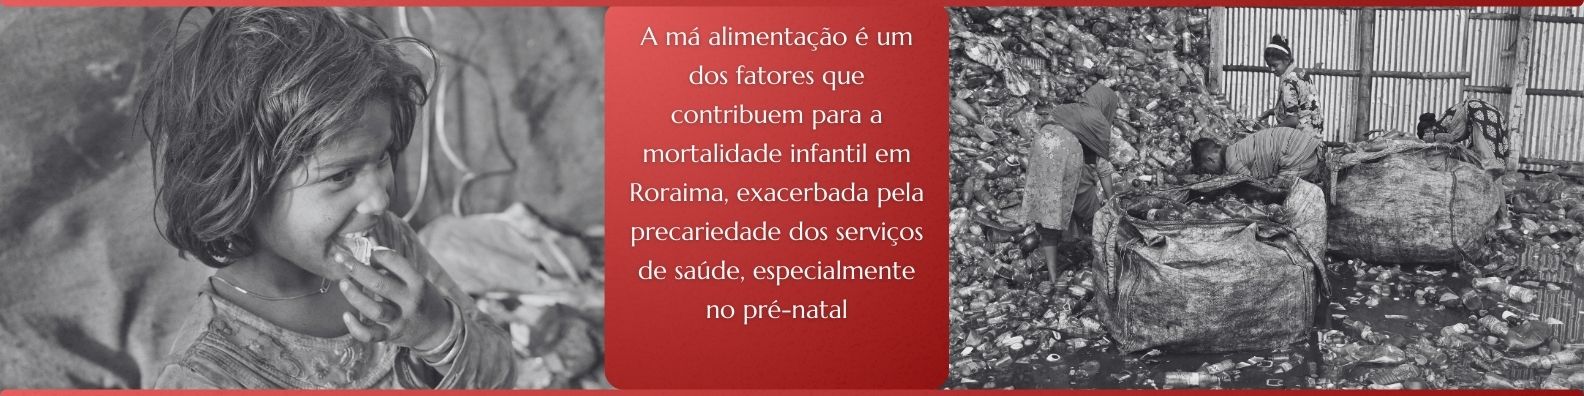 A má alimentação é um
dos fatores que
contribuem para a
mortalidade infantil em
Roraima, exacerbada pela
precariedade dos serviços
de saúde, especialmente
no pré-natal